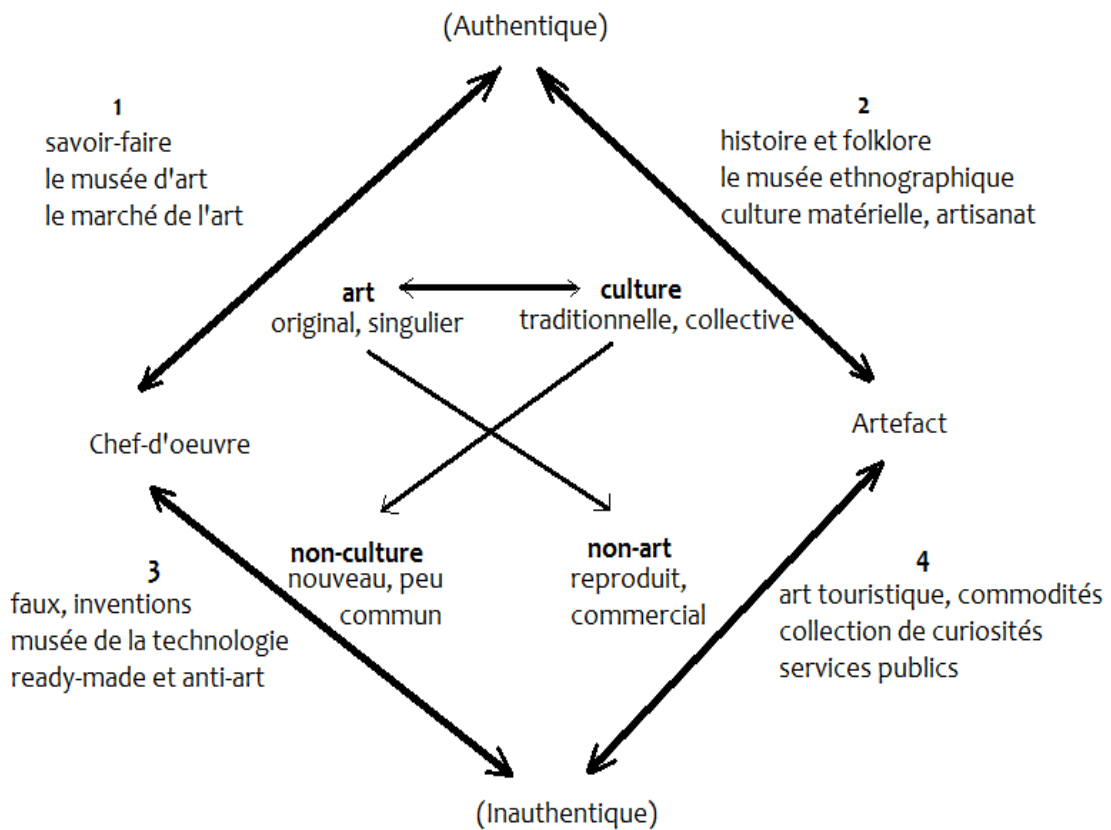 (Authentique)
1
savoir-faire
le musée d'art
le marché de l'art
2
histoire et folklore
le musée ethnographique
culture matérielle, artisanat
art
original, singulier
culture
traditionnelle, collective
Chef-d'oeuvre
Artefact
non-culture
nouveau, peu
commun
non-art
reproduit,
commercial
3
faux, inventions
musée de la technologie
ready-made et anti-art
4
art touristique, commodités
collection de curiosités
services publics
(Inauthentique)